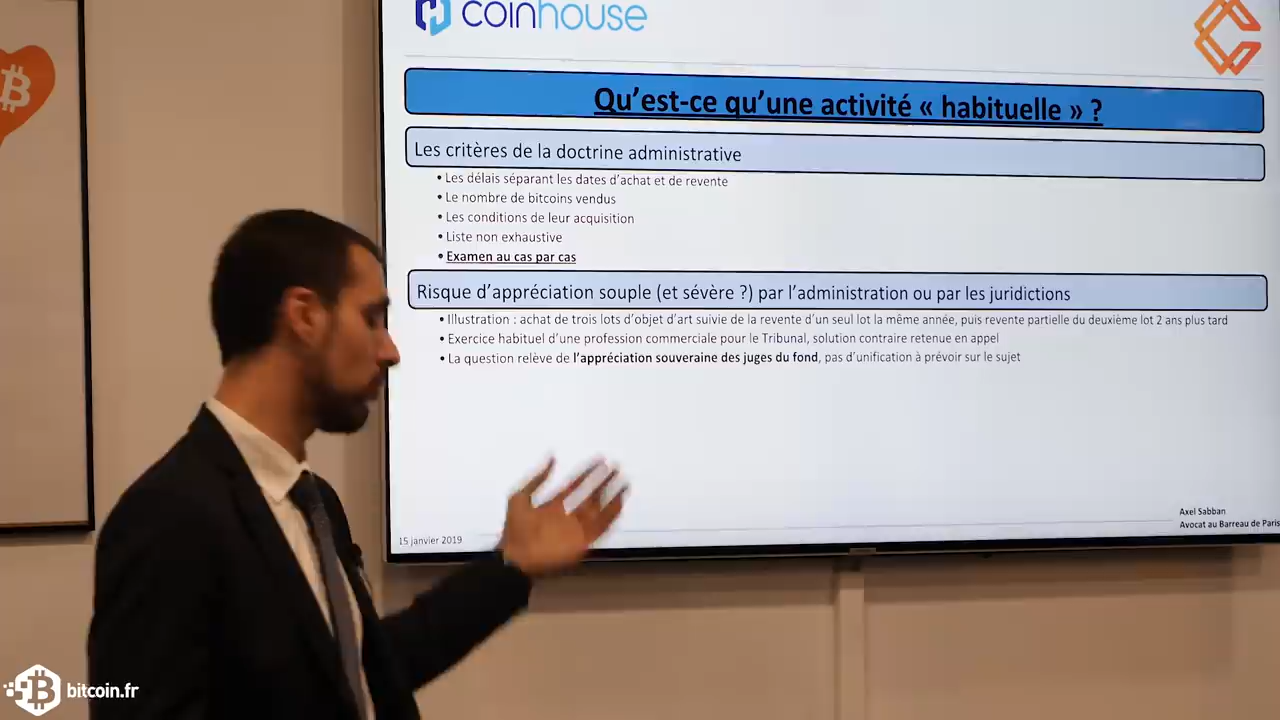 coinhouse
Qu’est-ce qu’une activité « habituelle » ?
Les critères de la doctrine administrative
• Les délais séparant les dates d’achat et de revente
• Le nombre de bitcoins vendus
• Les conditions de leur acquisition
• Liste non exhaustive
• Examen au cas par cas
Risque d’appréciation souple (et sévère ?) par l’administration ou par les juridictions
• Illustration : achat de trois lots d’objet d’art suivie de la revente d’un seul lot la même année, puis revente partielle du deuxième lot 2 ans plus tard
• Exercice habituel d’une profession commerciale pour le Tribunal, solution contraire retenue en appel
• La question relève de l’appréciation souveraine des juges du fond, pas d’unification à prévoir sur le sujet
Axel Sabban
Avocat au Barreau de Paris
15 janvier 2019
bitcoin.fr